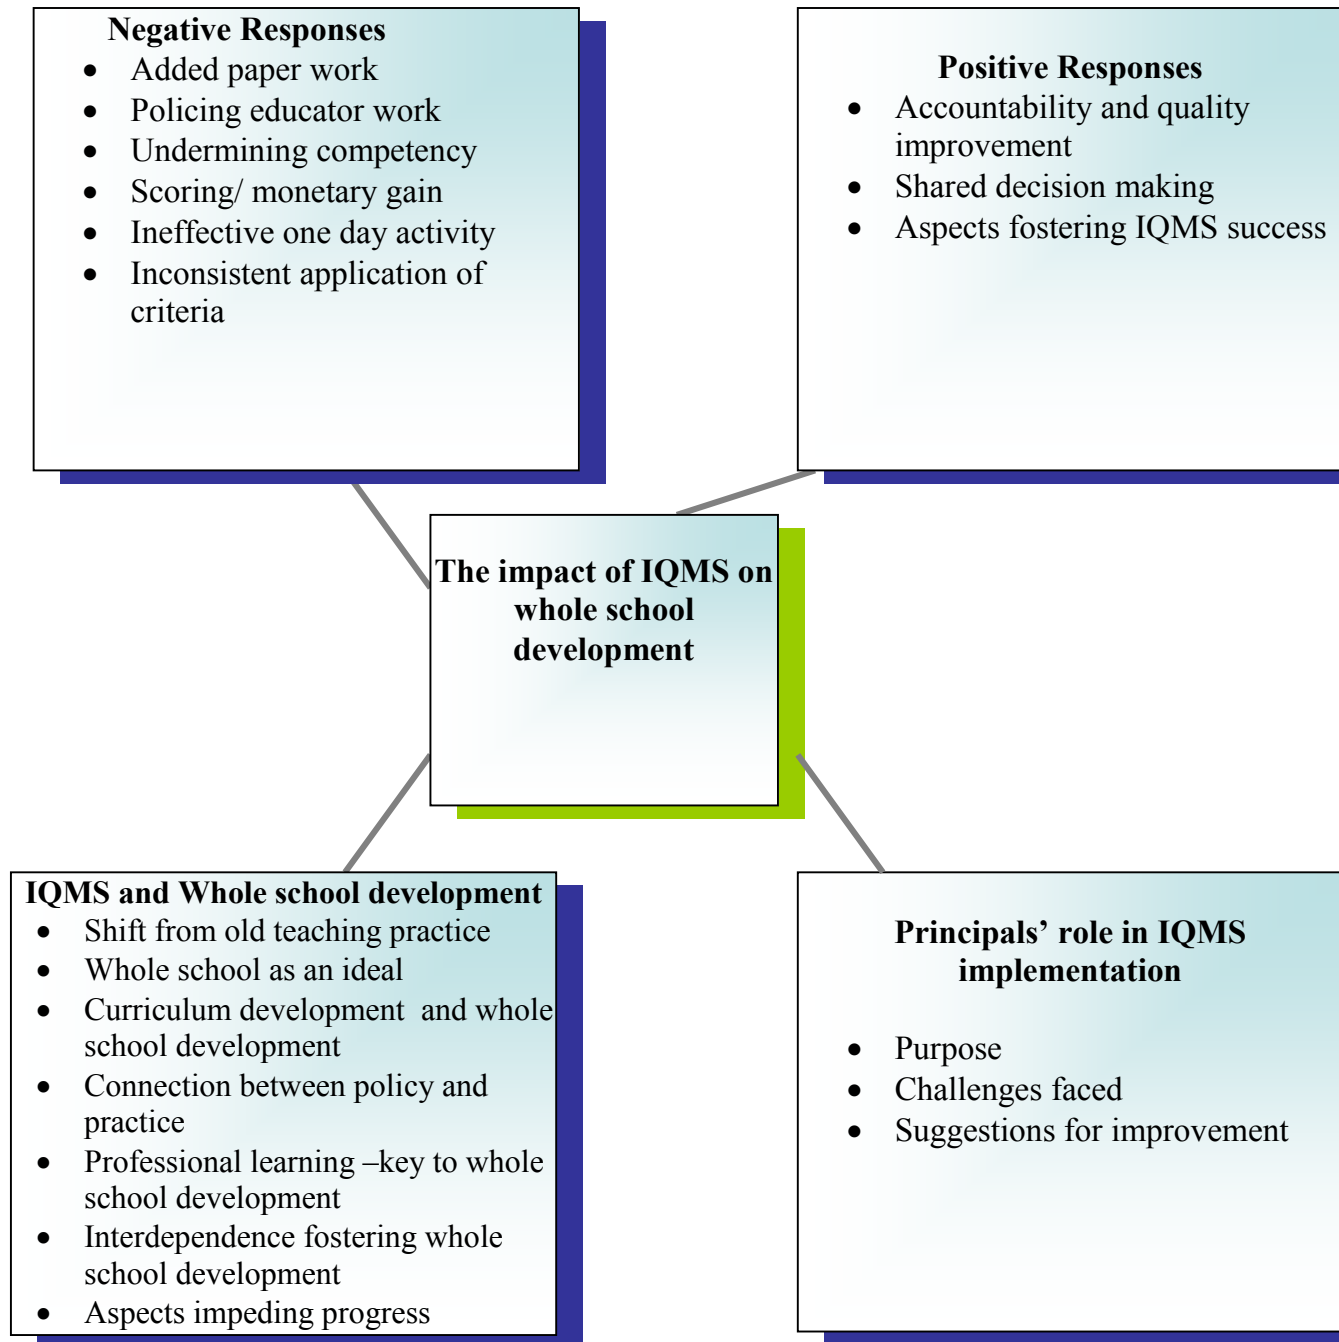 Negative Responses
• Added paper work
• Policing educator work
• Undermining competency
• Scoring/ monetary gain
• Ineffective one day activity
• Inconsistent application of
criteria
Positive Responses
• Accountability and quality
improvement
• Shared decision making
• Aspects fostering IQMS success
The impact of IQMS on
whole school
development
IQMS and Whole school development
• Shift from old teaching practice
• Whole school as an ideal
• Curriculum development  and whole
school development
• Connection between policy and
practice
• Professional learning –key to whole
school development
• Interdependence fostering whole
school development
• Aspects impeding progress
Principals’ role in IQMS
implementation
• Purpose
• Challenges faced
• Suggestions for improvement